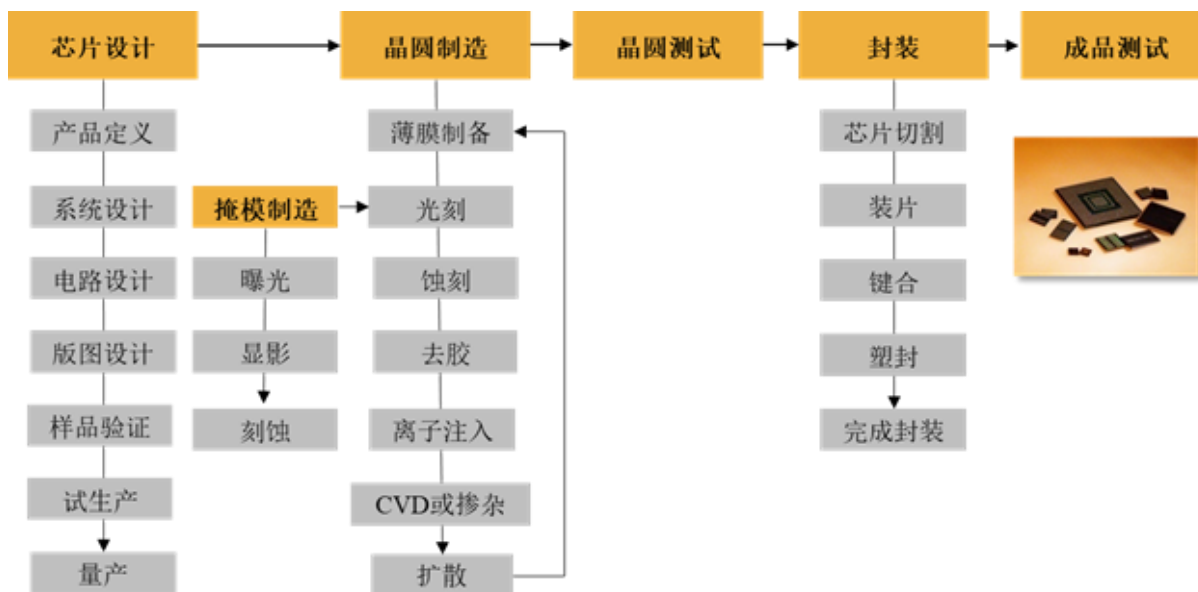 芯片设计
晶圆制造
晶圆测试
封装
成品测试
产品定义
系统设计
电路设计
版图设计
样品验证
试生产
量产
掩模制造
曝光
显影
刻蚀
薄膜制备
光刻
蚀刻
去胶
离子注入
CVD或掺杂
扩散
芯片切割
装片
键合
塑封
完成封装